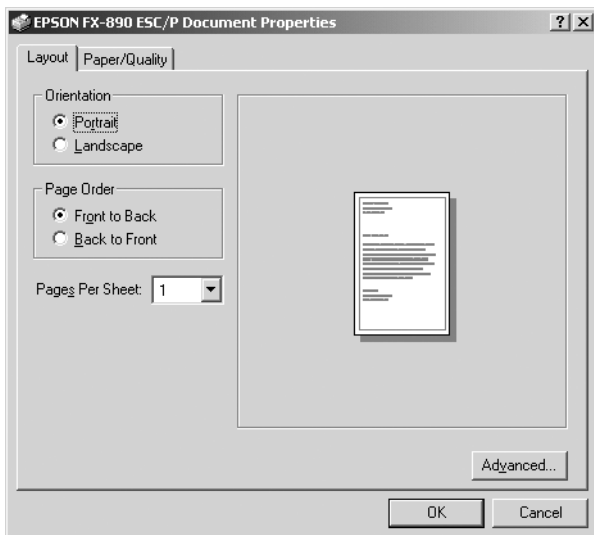 EPSON FX-890 ESC/P Document Properties
Layout
Paper/Quality
Orientation
Portrait
Landscape
Page Order
Front to Back
Back to Front
Pages Per Sheet: 1
Advanced...
OK
Cancel